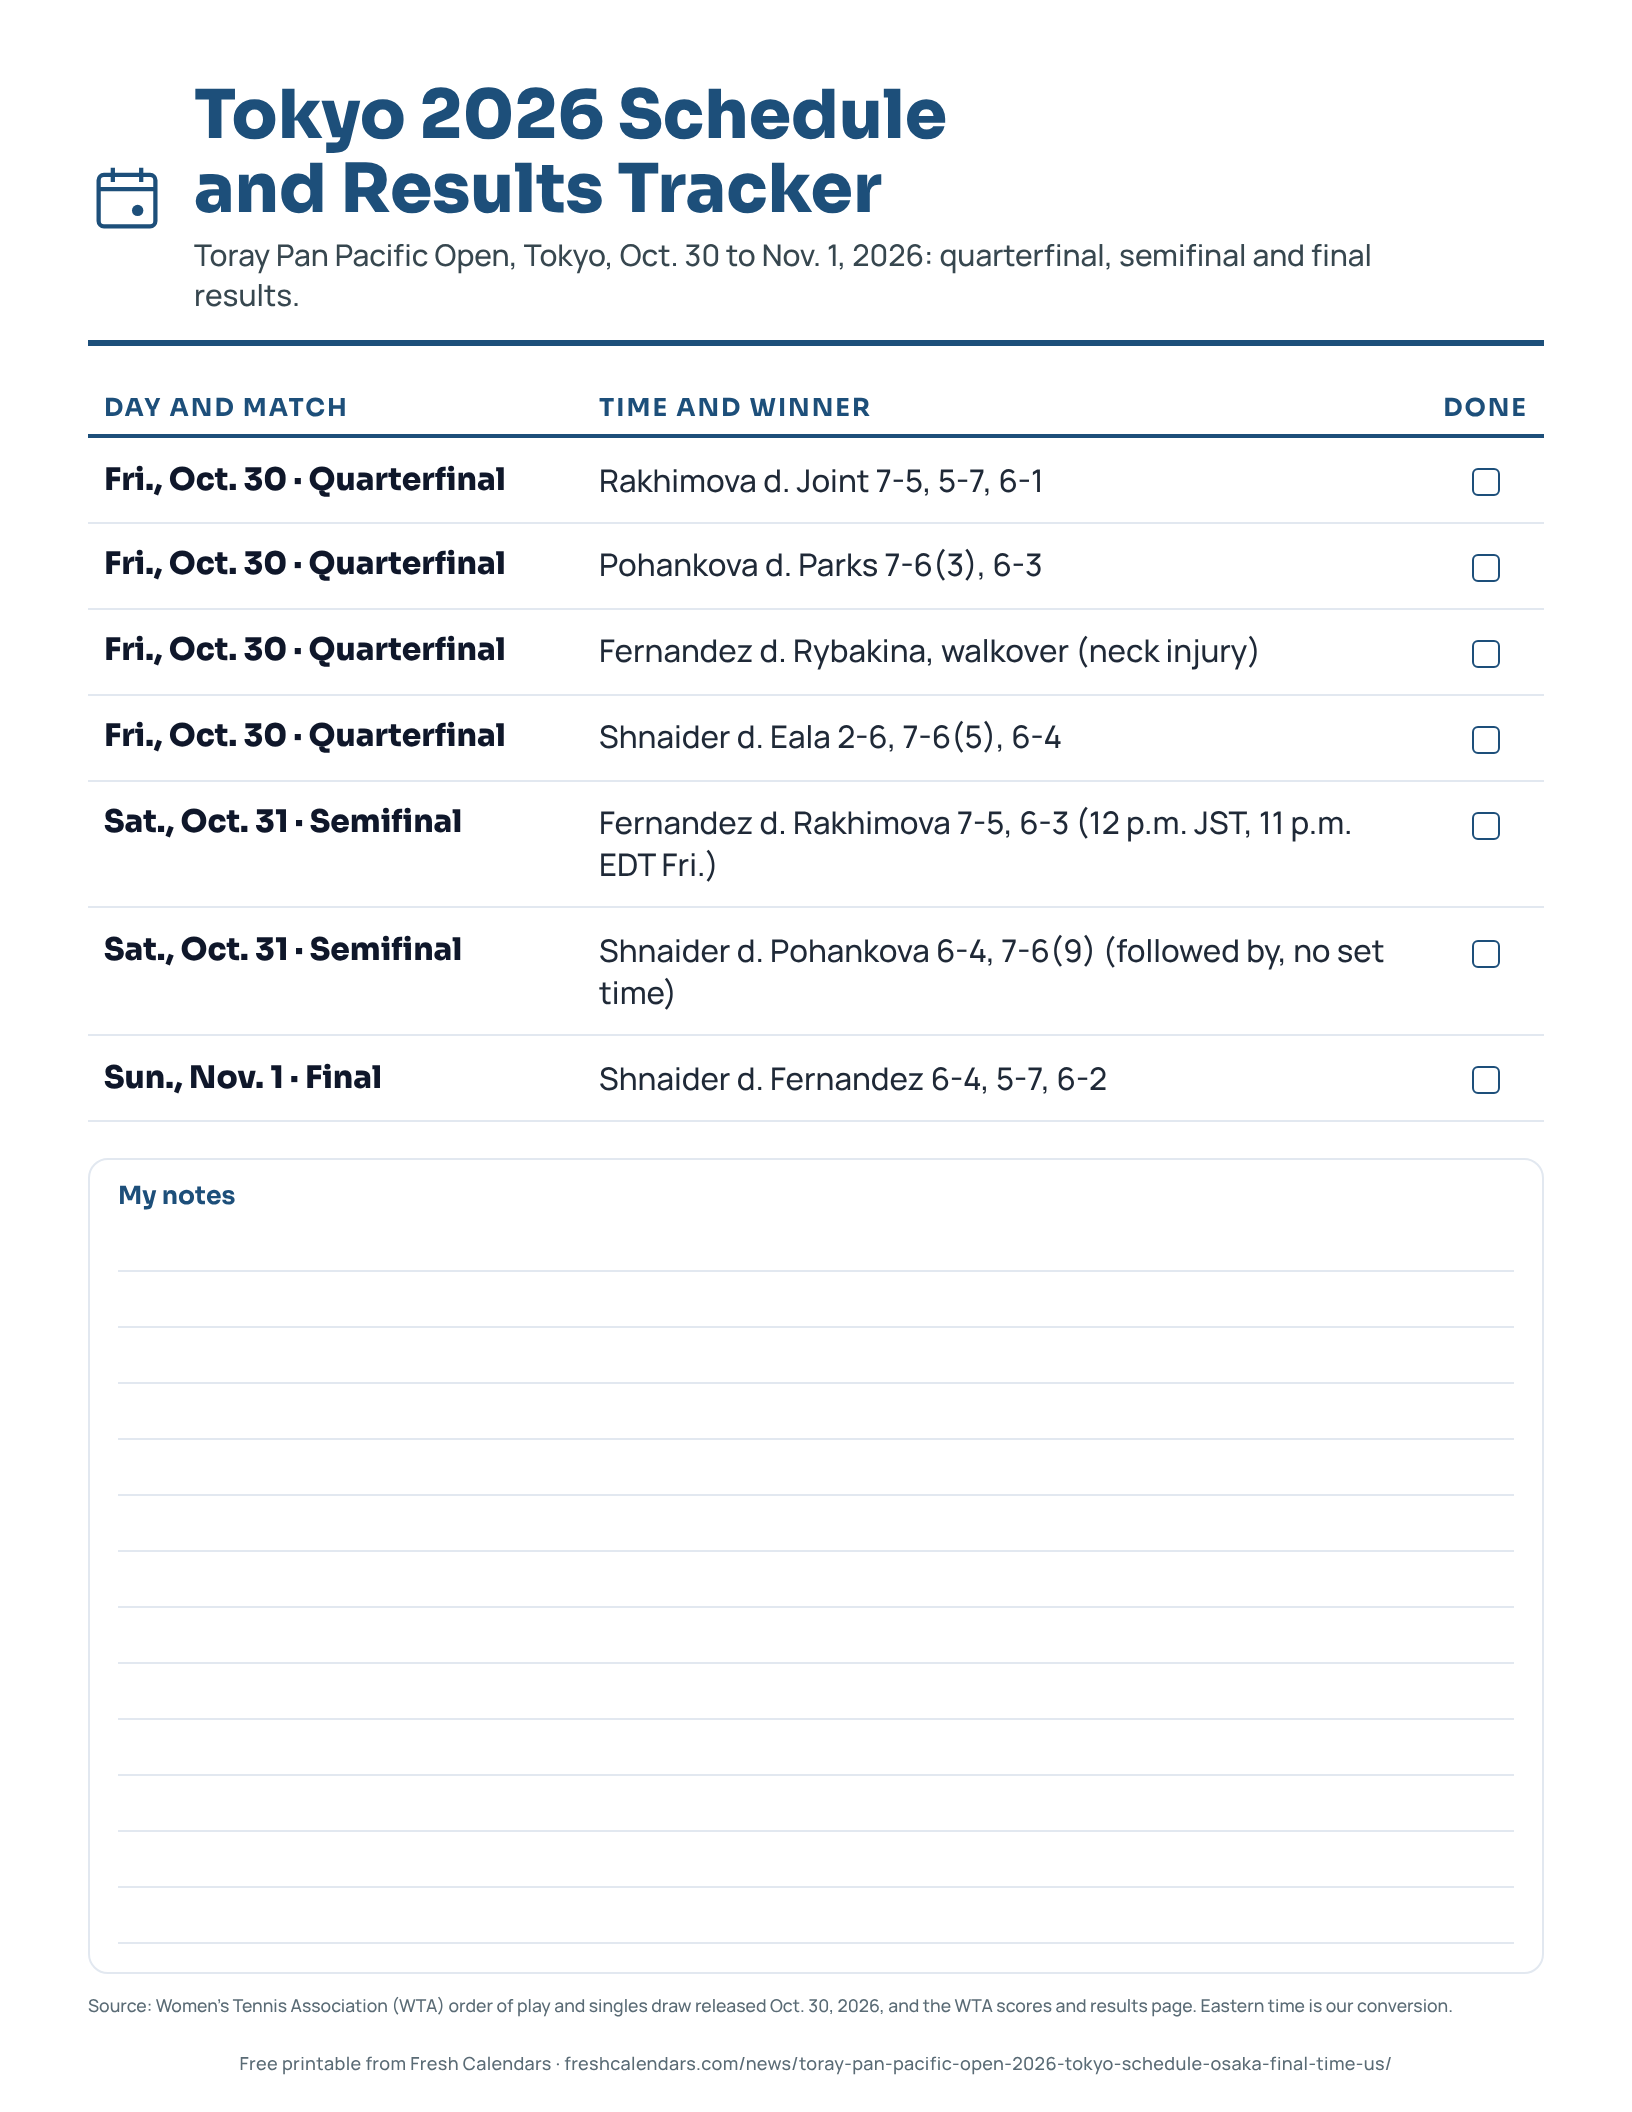 Tokyo 2026 Schedule
and Results Tracker
Toray Pan Pacific Open, Tokyo, Oct. 30 to Nov. 1, 2026: quarterfinal, semifinal and final
results.
DAY AND MATCH TIME AND WINNER DONE
Fri., Oct. 30 · Quarterfinal Rakhimova d. Joint 7-5, 5-7, 6-1
Fri., Oct. 30 · Quarterfinal Pohankova d. Parks 7-6(3), 6-3
Fri., Oct. 30 · Quarterfinal Fernandez d. Rybakina, walkover (neck injury)
Fri., Oct. 30 · Quarterfinal Shnaider d. Eala 2-6, 7-6(5), 6-4
Sat., Oct. 31 · Semifinal Fernandez d. Rakhimova 7-5, 6-3 (12 p.m. JST, 11 p.m.
EDT Fri.)
Sat., Oct. 31 · Semifinal Shnaider d. Pohankova 6-4, 7-6(9) (followed by, no set
time)
Sun., Nov. 1 · Final Shnaider d. Fernandez 6-4, 5-7, 6-2
My notes
Source: Women's Tennis Association (WTA) order of play and singles draw released Oct. 30, 2026, and the WTA scores and results page. Eastern time is our conversion.
Free printable from Fresh Calendars · freshcalendars.com/news/toray-pan-pacific-open-2026-tokyo-schedule-osaka-final-time-us/